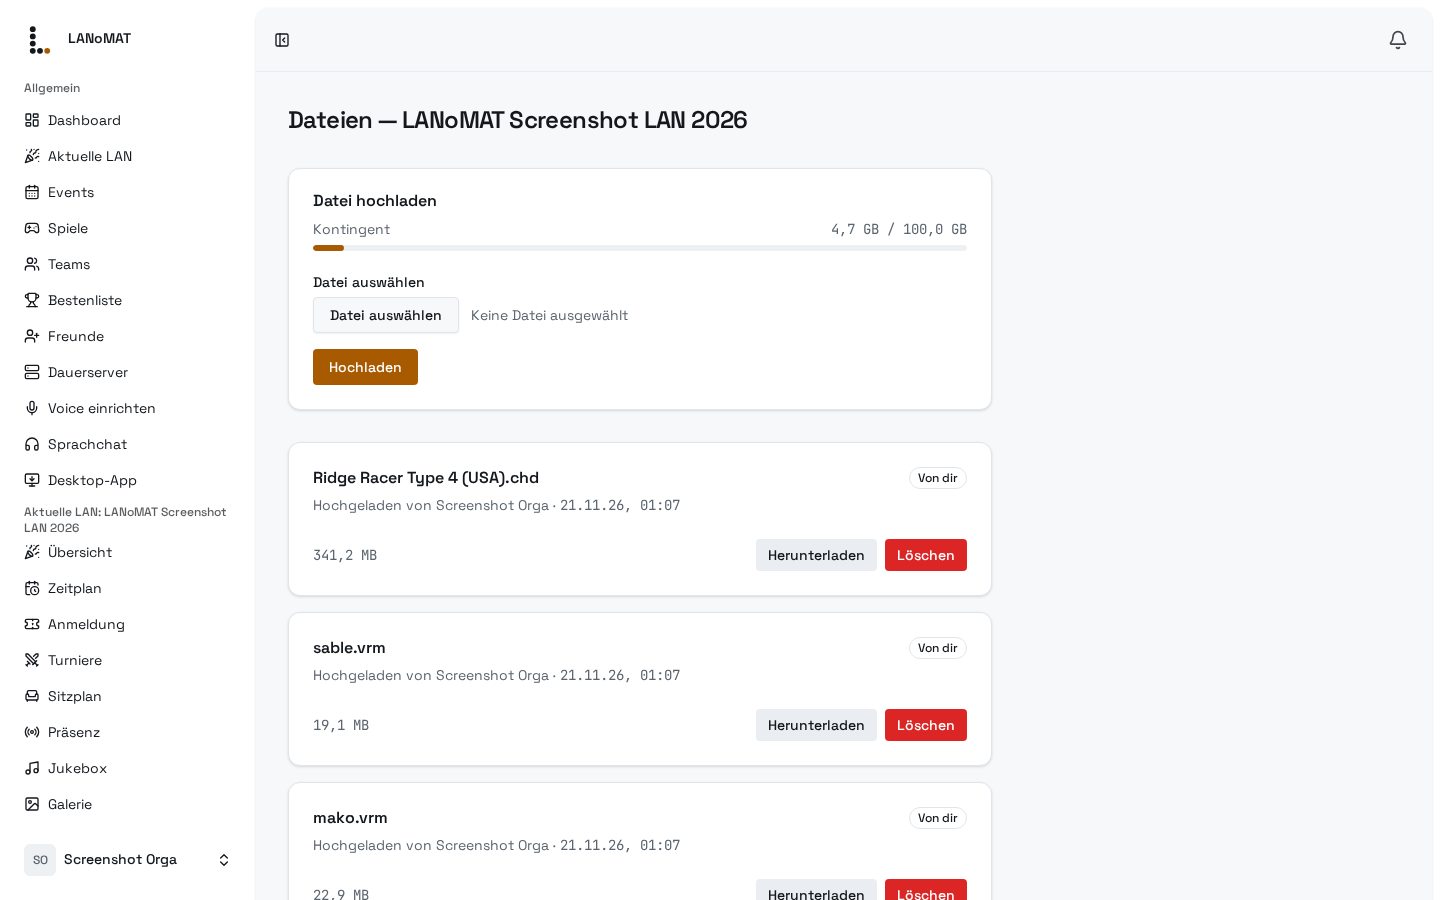 LANoMAT
Allgemein
Dashboard
Aktuelle LAN
Events
Spiele
Teams
Bestenliste
Freunde
Dauerserver
Voice einrichten
Sprachchat
Desktop-App
Aktuelle LAN: LANoMAT Screenshot
LAN 2026
Übersicht
Zeitplan
Anmeldung
Turniere
Sitzplan
Präsenz
Jukebox
Galerie
SO
Screenshot Orga
Dateien — LANoMAT Screenshot LAN 2026
Datei hochladen
Kontingent 4,7 GB / 100,0 GB
Datei auswählen
Datei auswählen Keine Datei ausgewählt
Hochladen
Ridge Racer Type 4 (USA).chd Von dir
Hochgeladen von Screenshot Orga · 21.11.26, 01:07
341,2 MB Herunterladen Löschen
sable.vrm Von dir
Hochgeladen von Screenshot Orga · 21.11.26, 01:07
19,1 MB Herunterladen Löschen
mako.vrm Von dir
Hochgeladen von Screenshot Orga · 21.11.26, 01:07
22,9 MB Herunterladen Löschen